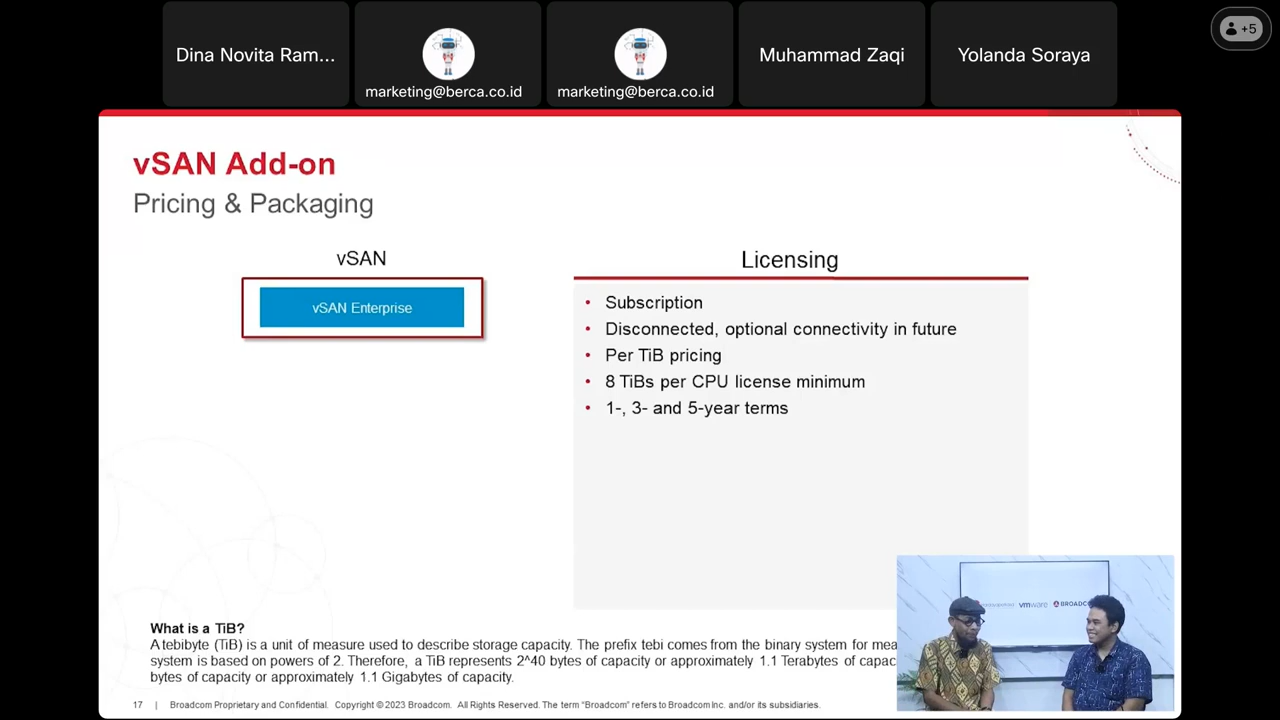 Dina Novita Ram...
marketing@berca.co.id
marketing@berca.co.id
Muhammad Zaqi
Yolanda Soraya
+5
vSAN Add-on
Pricing & Packaging
vSAN
vSAN Enterprise
Licensing
• Subscription
• Disconnected, optional connectivity in future
• Per TiB pricing
• 8 TiBs per CPU license minimum
• 1-, 3- and 5-year terms
vmware BROADC
What is a TiB?
A tebibyte (TiB) is a unit of measure used to describe storage capacity. The prefix tebi comes from the binary system for mea
system is based on powers of 2. Therefore, a TiB represents 2^40 bytes of capacity or approximately 1.1 Terabytes of capac
bytes of capacity or approximately 1.1 Gigabytes of capacity.
17 | Broadcom Proprietary and Confidential. Copyright © 2023 Broadcom. All Rights Reserved. The term “Broadcom” refers to Broadcom Inc. and/or its subsidiaries.